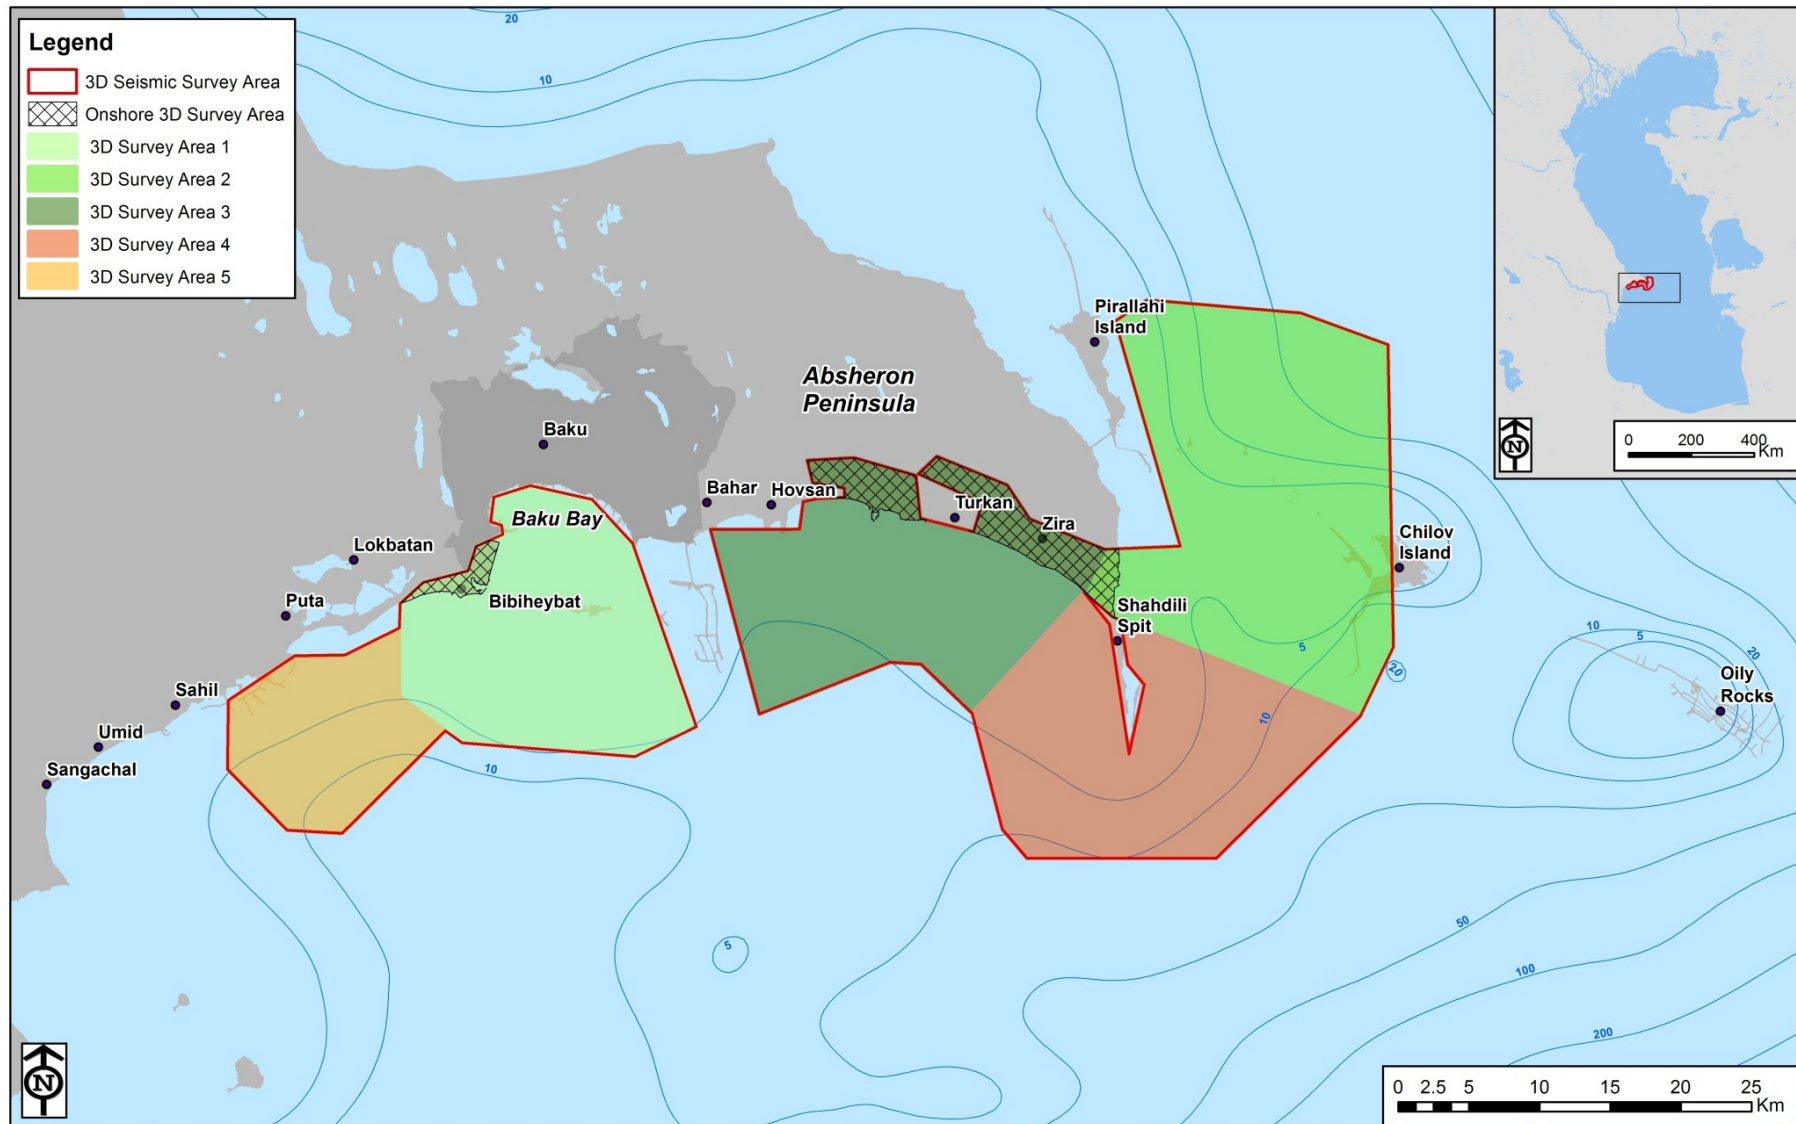 Legend
3D Seismic Survey Area
Onshore 3D Survey Area
3D Survey Area 1
3D Survey Area 2
3D Survey Area 3
3D Survey Area 4
3D Survey Area 5
20
10
0 200 400
Km
N
Pirallahi
Island
Absheron
Peninsula
Baku
Bahar
Hovsan
Turkan
Baku Bay
Zira
Lokbatan
Chilov
Island
Puta
Bibiheybat
Shahdili
Spit
5
10
5
20
20
Oily
Rocks
Sahil
10
Umid
Sangachal
10
50
5
100
200
N
0 2.5 5 10 15 20 25
Km